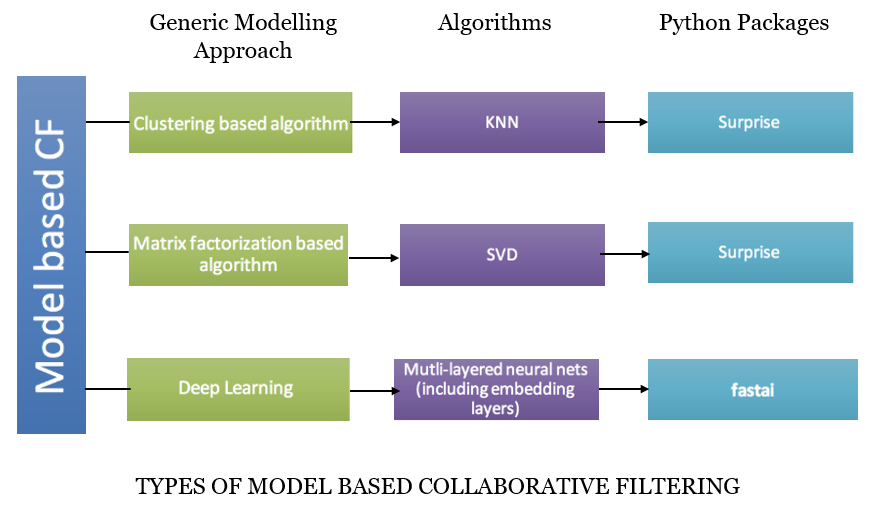 Generic Modelling
Approach
Algorithms
Python Packages
Model based CF
Clustering based algorithm
KNN
Surprise
Matrix factorization based
algorithm
SVD
Surprise
Deep Learning
Mutli-layered neural nets
(including embedding
layers)
fastai
TYPES OF MODEL BASED COLLABORATIVE FILTERING